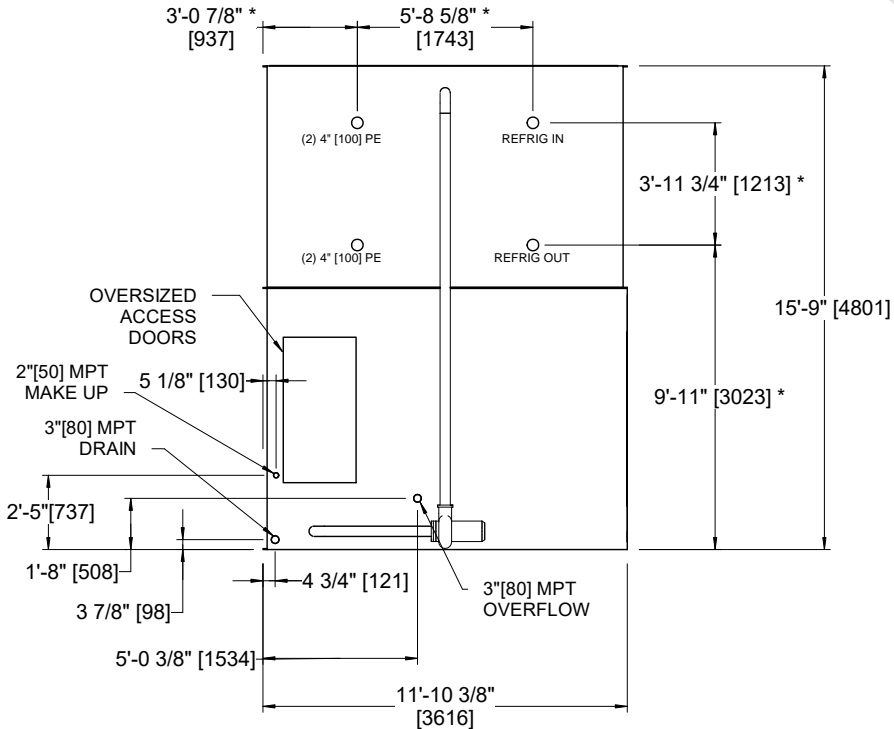 3'-0 7/8" *
[937]
5'-8 5/8" *
[1743]
(2) 4" [100] PE
REFRIG IN
3'-11 3/4" [1213] *
(2) 4" [100] PE
REFRIG OUT
OVERSIZED
ACCESS
DOORS
15'-9" [4801]
2"[50] MPT
MAKE UP
5 1/8" [130]
9'-11" [3023] *
3"[80] MPT
DRAIN
2'-5"[737]
1'-8" [508]
4 3/4" [121]
3"[80] MPT
OVERFLOW
3 7/8" [98]
5'-0 3/8" [1534]
11'-10 3/8"
[3616]